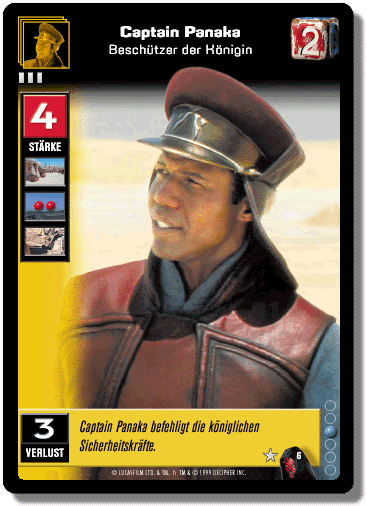 Captain Panaka
Beschützer der Königin
2
4
STÄRKE
3
VERLUST
Captain Panaka befehligt die königlichen
Sicherheitskräfte.
6
© LUCASFILM LTD. & TM. ® TM & © 1999 DECIPHER INC.